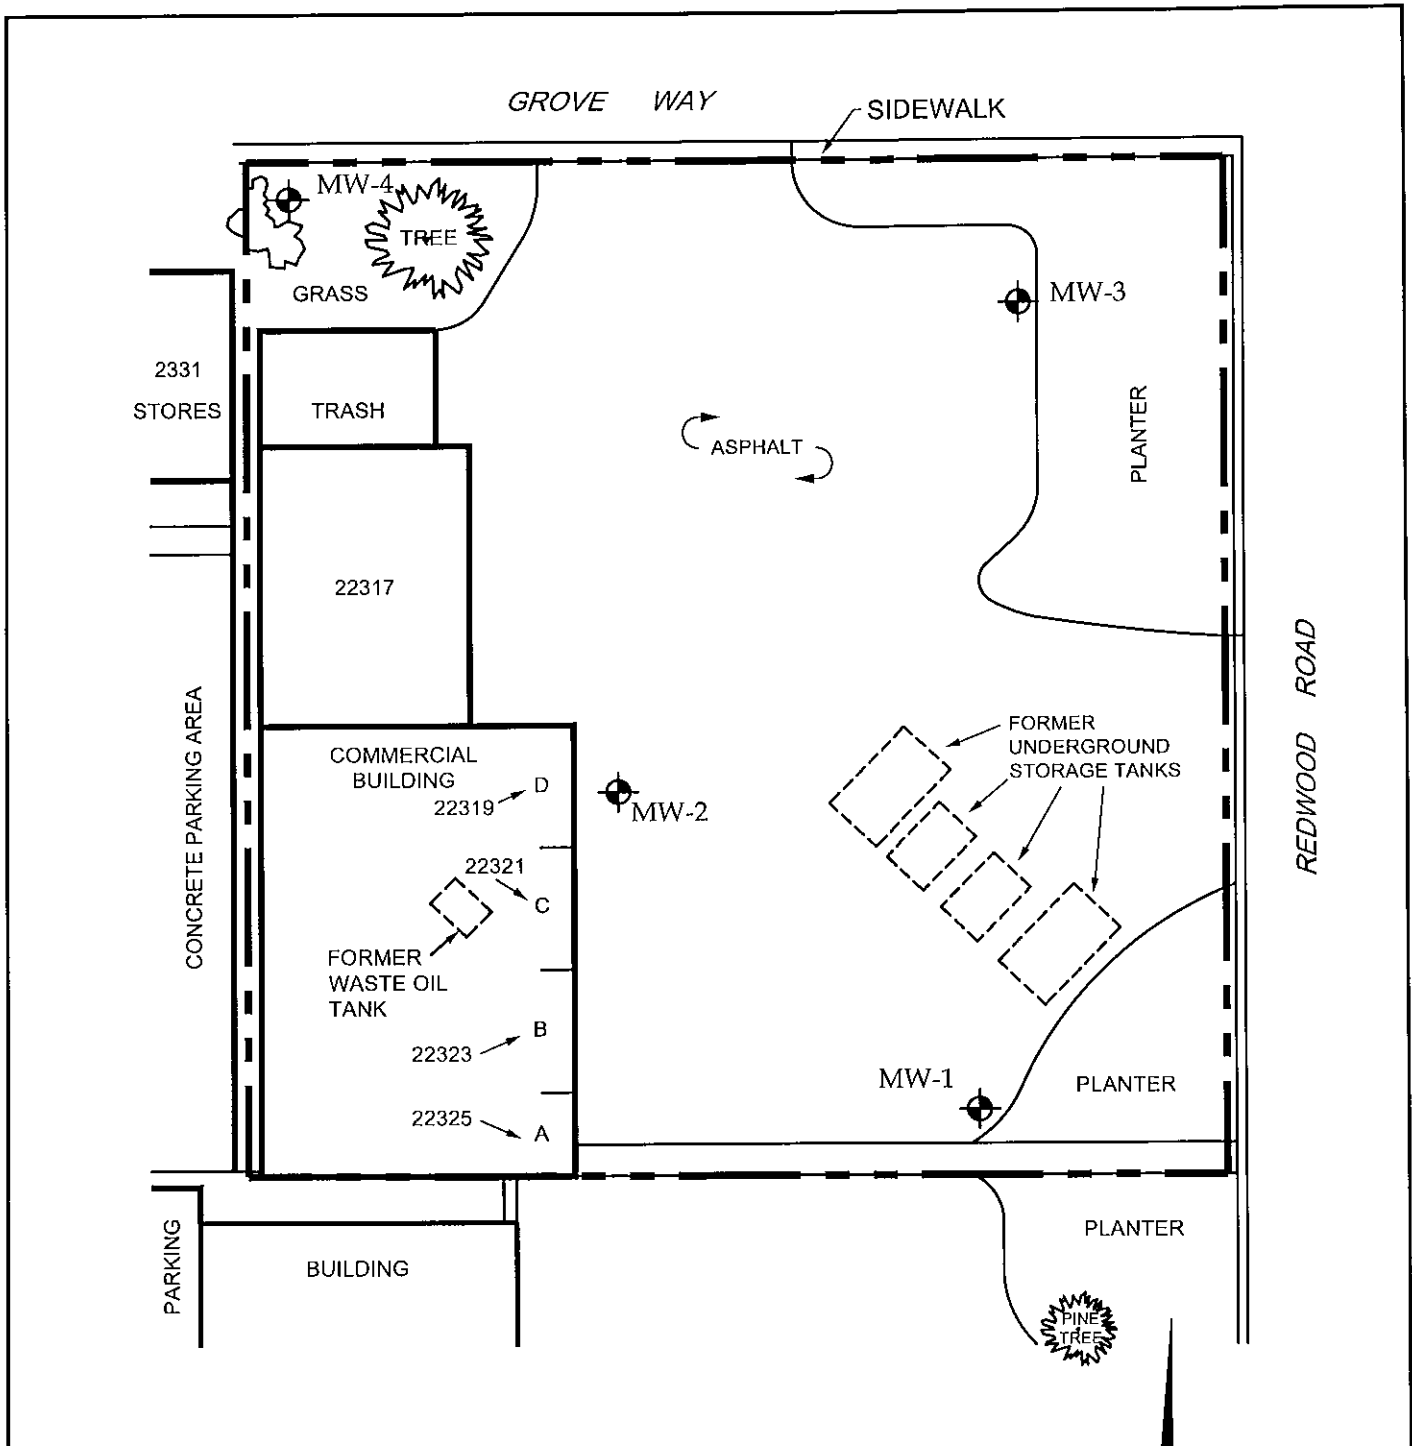 GROVE WAY
SIDEWALK
MW-4
TREE
GRASS
MW-3
2331
STORES
TRASH
ASPHALT
PLANTER
22317
REDWOOD ROAD
CONCRETE PARKING AREA
COMMERCIAL
BUILDING
D
22319
MW-2
FORMER
UNDERGROUND
STORAGE TANKS
22321
C
FORMER
WASTE OIL
TANK
B
22323
22325
A
MW-1
PLANTER
PARKING
BUILDING
PLANTER
PINE
TREE